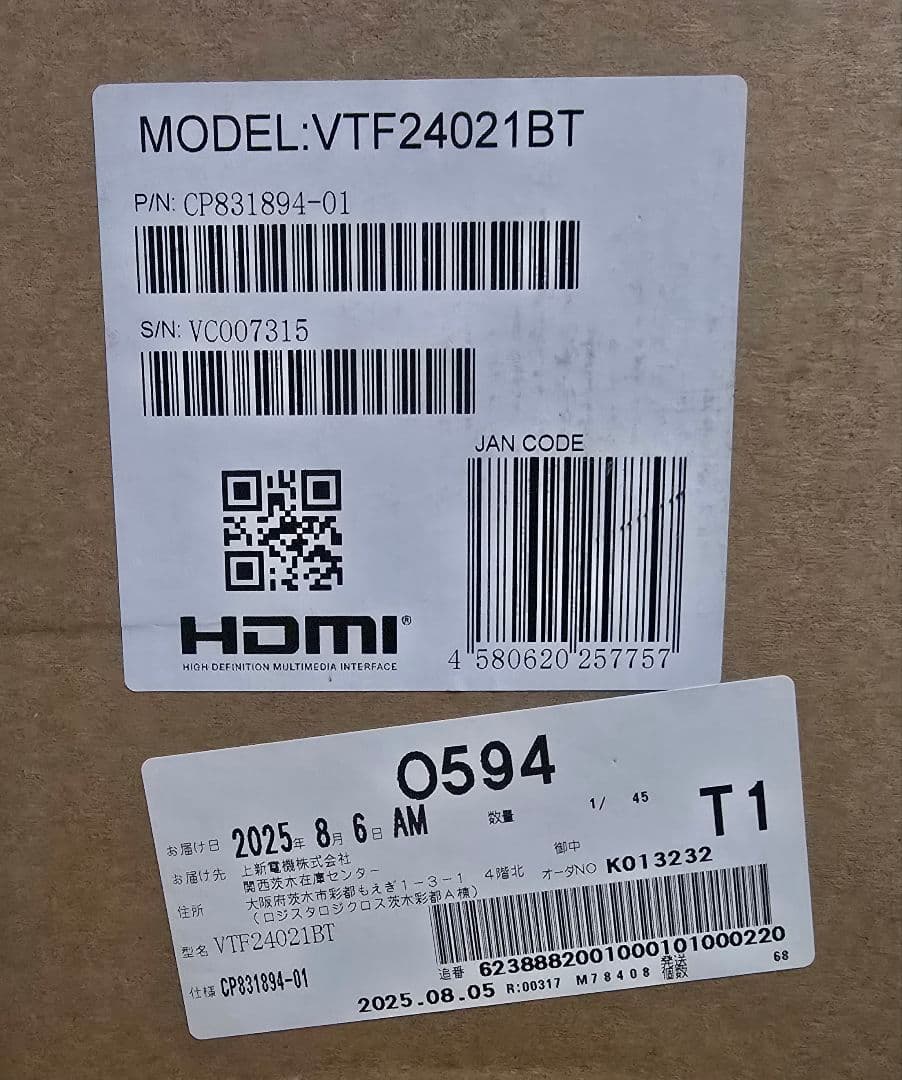 MODEL:VTF24021BT
P/N: CP831894-01
S/N: VC007315
JAN CODE
4 580620 257757
HDMI®
HIGH-DEFINITION MULTIMEDIA INTERFACE
O594
お届け日 2025年 8月 6日 AM 数量 1/ 45 T1
お届け先 上新電機株式会社
関西茨木在庫センター 4階北 御中
オーダNO K013232
住所 大阪府茨木市彩都もえぎ1-3-1
(ロジスタロジクロス茨木彩都A棟)
型名 VTF24021BT
追番 6238882001000101000220
仕様 CP831894-01
2025.08.05 R:00317 M78408 発送個数 68